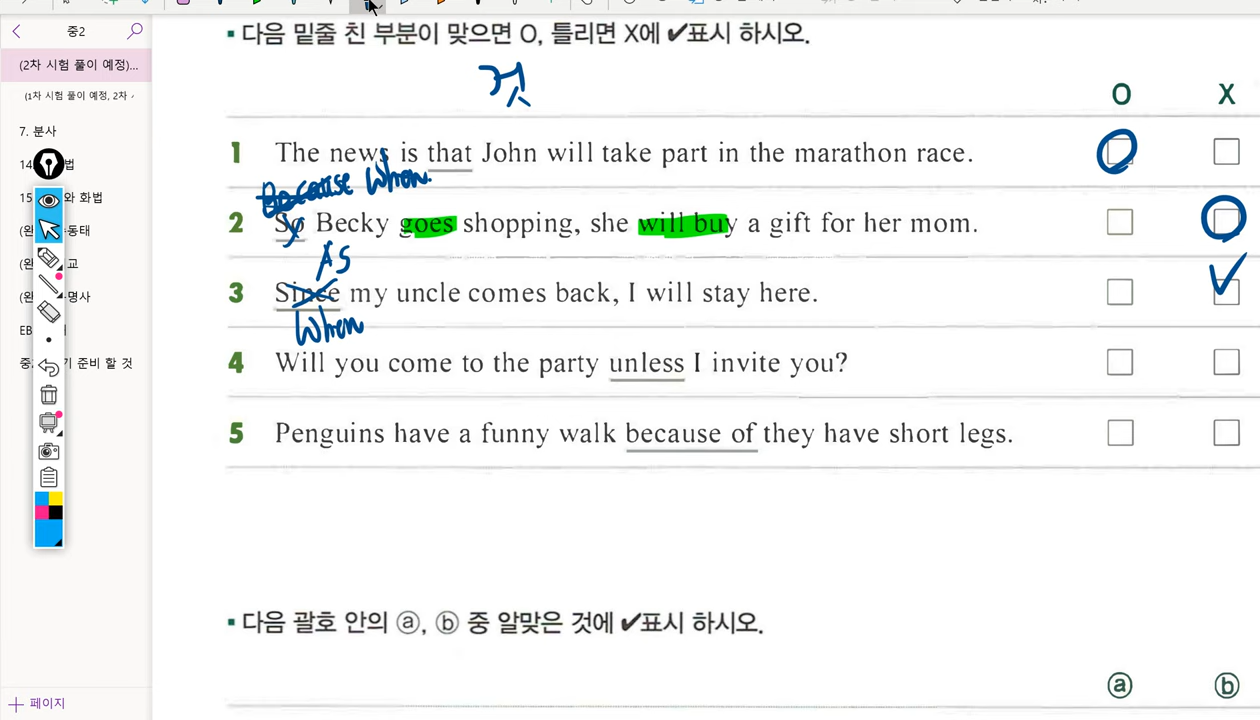 중2
(2차 시험 풀이 예정)...
(1차 시험 풀이 예정, 2차
7. 분사
14
법
15
와 화법
(완
동태
(완
교
(완
명사
EB
중2
기 준비 할 것
페이지
▪ 다음 밑줄 친 부분이 맞으면 O, 틀리면 X에 ✔표시 하시오.
것
O X
1 The news is that John will take part in the marathon race.
Because When
2 So Becky goes shopping, she will buy a gift for her mom.
As
3 Since my uncle comes back, I will stay here.
When
4 Will you come to the party unless I invite you?
5 Penguins have a funny walk because of they have short legs.
▪ 다음 괄호 안의 ⓐ, ⓑ 중 알맞은 것에 ✔표시 하시오.
ⓐ ⓑ